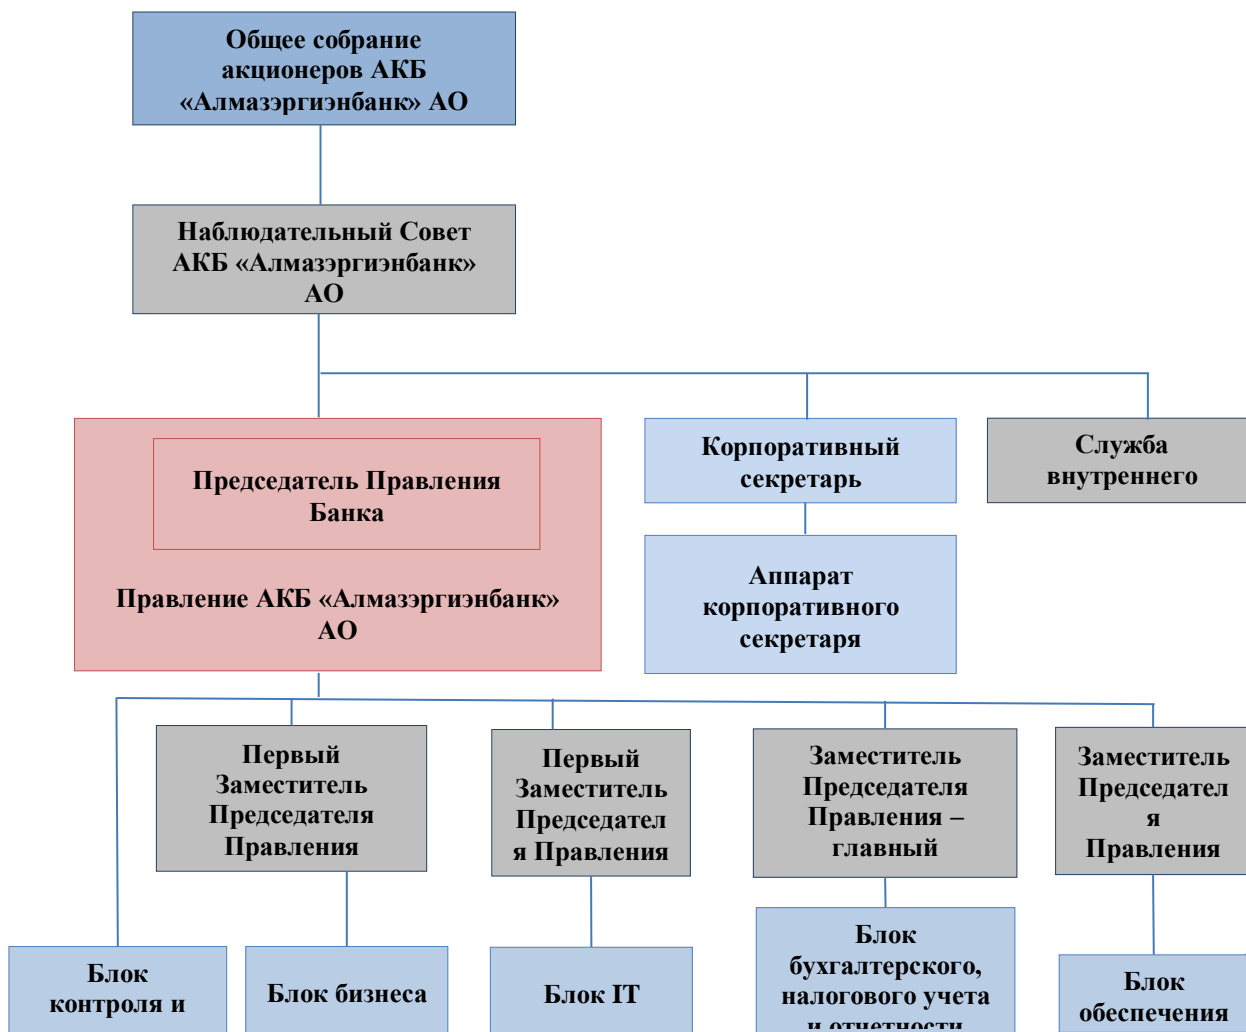 Общее собрание
акционеров АКБ
«Алмазэргиэнбанк» АО
Наблюдательный Совет
АКБ «Алмазэргиэнбанк»
АО
Председатель Правления
Банка
Правление АКБ «Алмазэргиэнбанк»
АО
Корпоративный
секретарь
Служба
внутреннего
Аппарат
корпоративного
секретаря
Первый
Заместитель
Председателя
Правления
Первый
Заместитель
Председател
я Правления
Заместитель
Председателя
Правления –
главный
Заместитель
Председател
я
Правления
Блок
контроля и
Блок бизнеса
Блок IT
Блок
бухгалтерского,
налогового учета
и отчетности
Блок
обеспечения